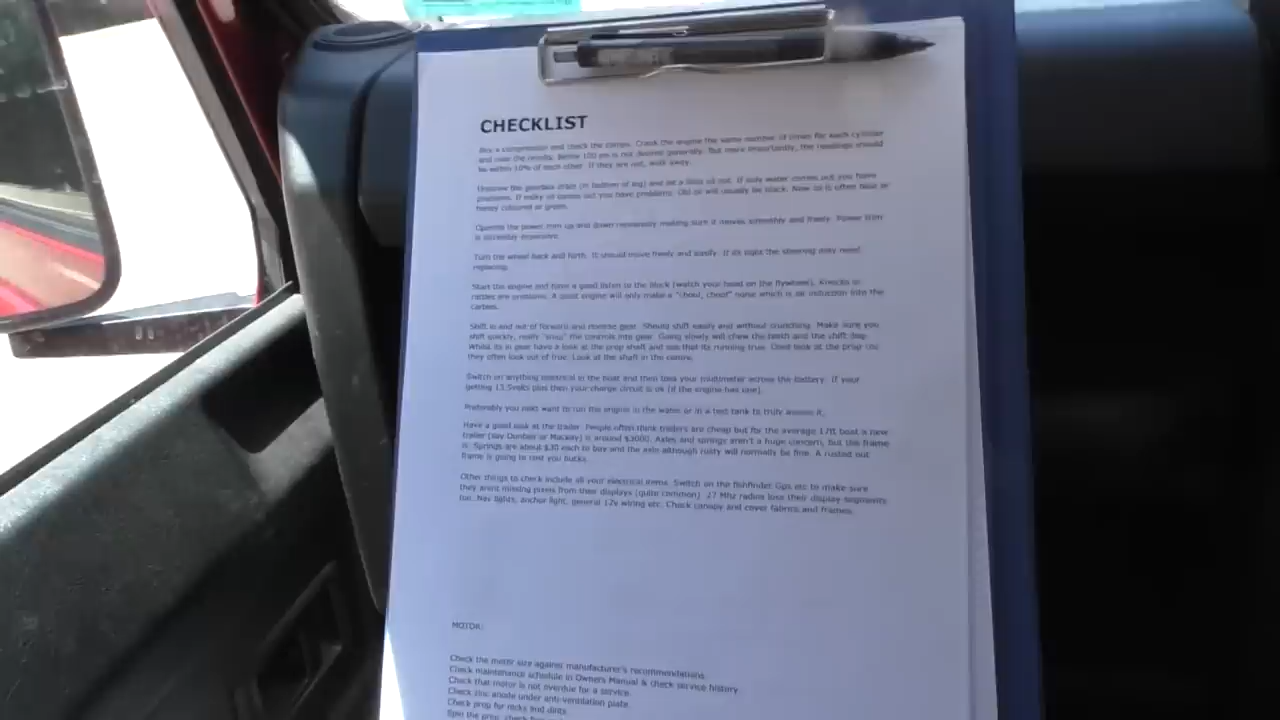 CHECKLIST
Buy a compression and check the comps. Crank the engine the same number of times for each cylinder
and note the results. Below 100 psi is not desired generally. But more importantly, the readings should
be within 10% of each other. If they are not, walk away.
Unscrew the gearbox drain (in bottom of leg) and let a little oil out. If only water comes out you have
problems. If milky oil comes out you have problems. Old oil will usually be black. New oil is often blue or
honey coloured or green.
Operate the power trim up and down repeatedly making sure it moves smoothly and freely. Power trim
is expensive.
Turn the wheel back and forth. It should move freely and easily. If its tight the steering may need
replacing.
Start the engine and have a good listen to the block (watch your head on the flywheel). Knocks or
rattles are problems. A good engine will only make a "choof, choof" noise which is air induction into the
carbies.
Shift in and out of forward and reverse gear. Should shift easily and without crunching. Make sure you
shift quickly, really "snap" the controls into gear. Going slowly will chew the teeth and the shift dog.
Whilst its in gear have a look at the prop shaft and see that its running true. Dont look at the prop cos
they often look out of true. Look at the shaft in the centre.
Switch on anything electrical in the boat and then toss your multimeter across the battery. If your
getting 13.5volts plus then your charge circuit is ok (if the engine has one).
Preferably you next want to run the engine in the water or in a test tank to truly assess it.
Have a good look at the trailer. People often think trailers are cheap but for the average 17ft boat a new
trailer (say Dunbier or Mackay) is around $3000. Axles and springs aren't a huge concern, but the frame
is. Springs are about $30 each to buy and the axle although rusty will normally be fine. A rusted out
frame is going to cost you bucks.
Other things to check include all your electrical items. Switch on the fishfinder Gps etc to make sure
they arent missing pixels from their displays (quite common). 27 Mhz radios lose their display segments
too. Nav lights, anchor light, general 12v wiring etc. Check canopy and cover fabrics and frames.
MOTOR:
Check the motor size against manufacturer's recommendations.
Check maintenance schedule in Owners Manual & check service history
Check that motor is not overdue for a service.
Check zinc anode under anti-ventilation plate.
Check prop for nicks and dints.
Spin the prop, check